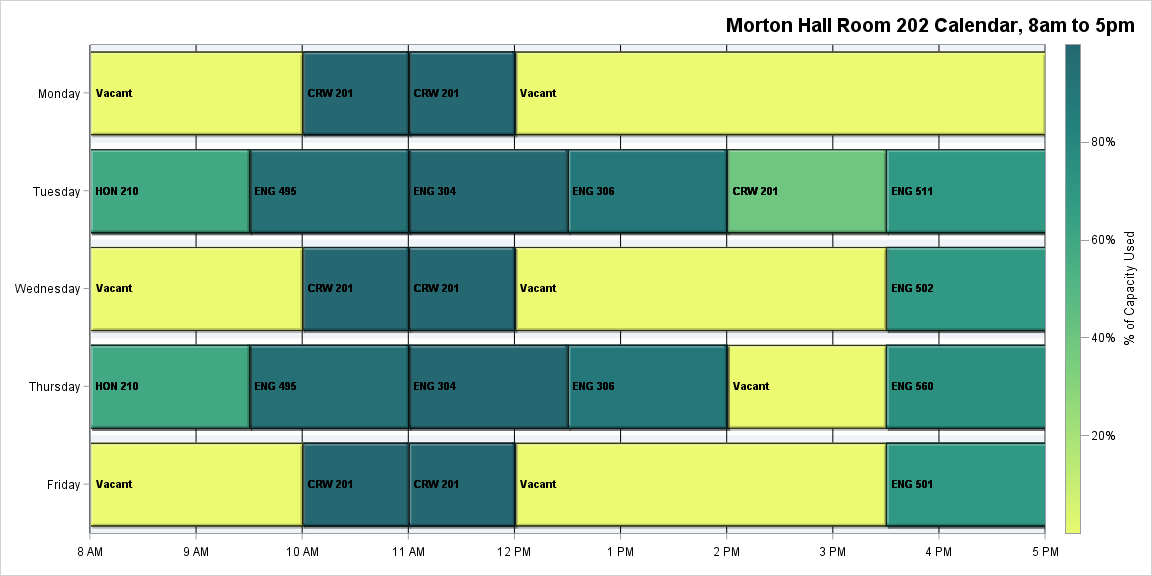 Morton Hall Room 202 Calendar, 8am to 5pm
Monday
Vacant
CRW 201
CRW 201
Vacant
Tuesday
HON 210
ENG 495
ENG 304
ENG 306
CRW 201
ENG 511
Wednesday
Vacant
CRW 201
CRW 201
Vacant
ENG 502
Thursday
HON 210
ENG 495
ENG 304
ENG 306
Vacant
ENG 560
Friday
Vacant
CRW 201
CRW 201
Vacant
ENG 501
8 AM 9 AM 10 AM 11 AM 12 PM 1 PM 2 PM 3 PM 4 PM 5 PM
80%
60%
40%
20%
% of Capacity Used